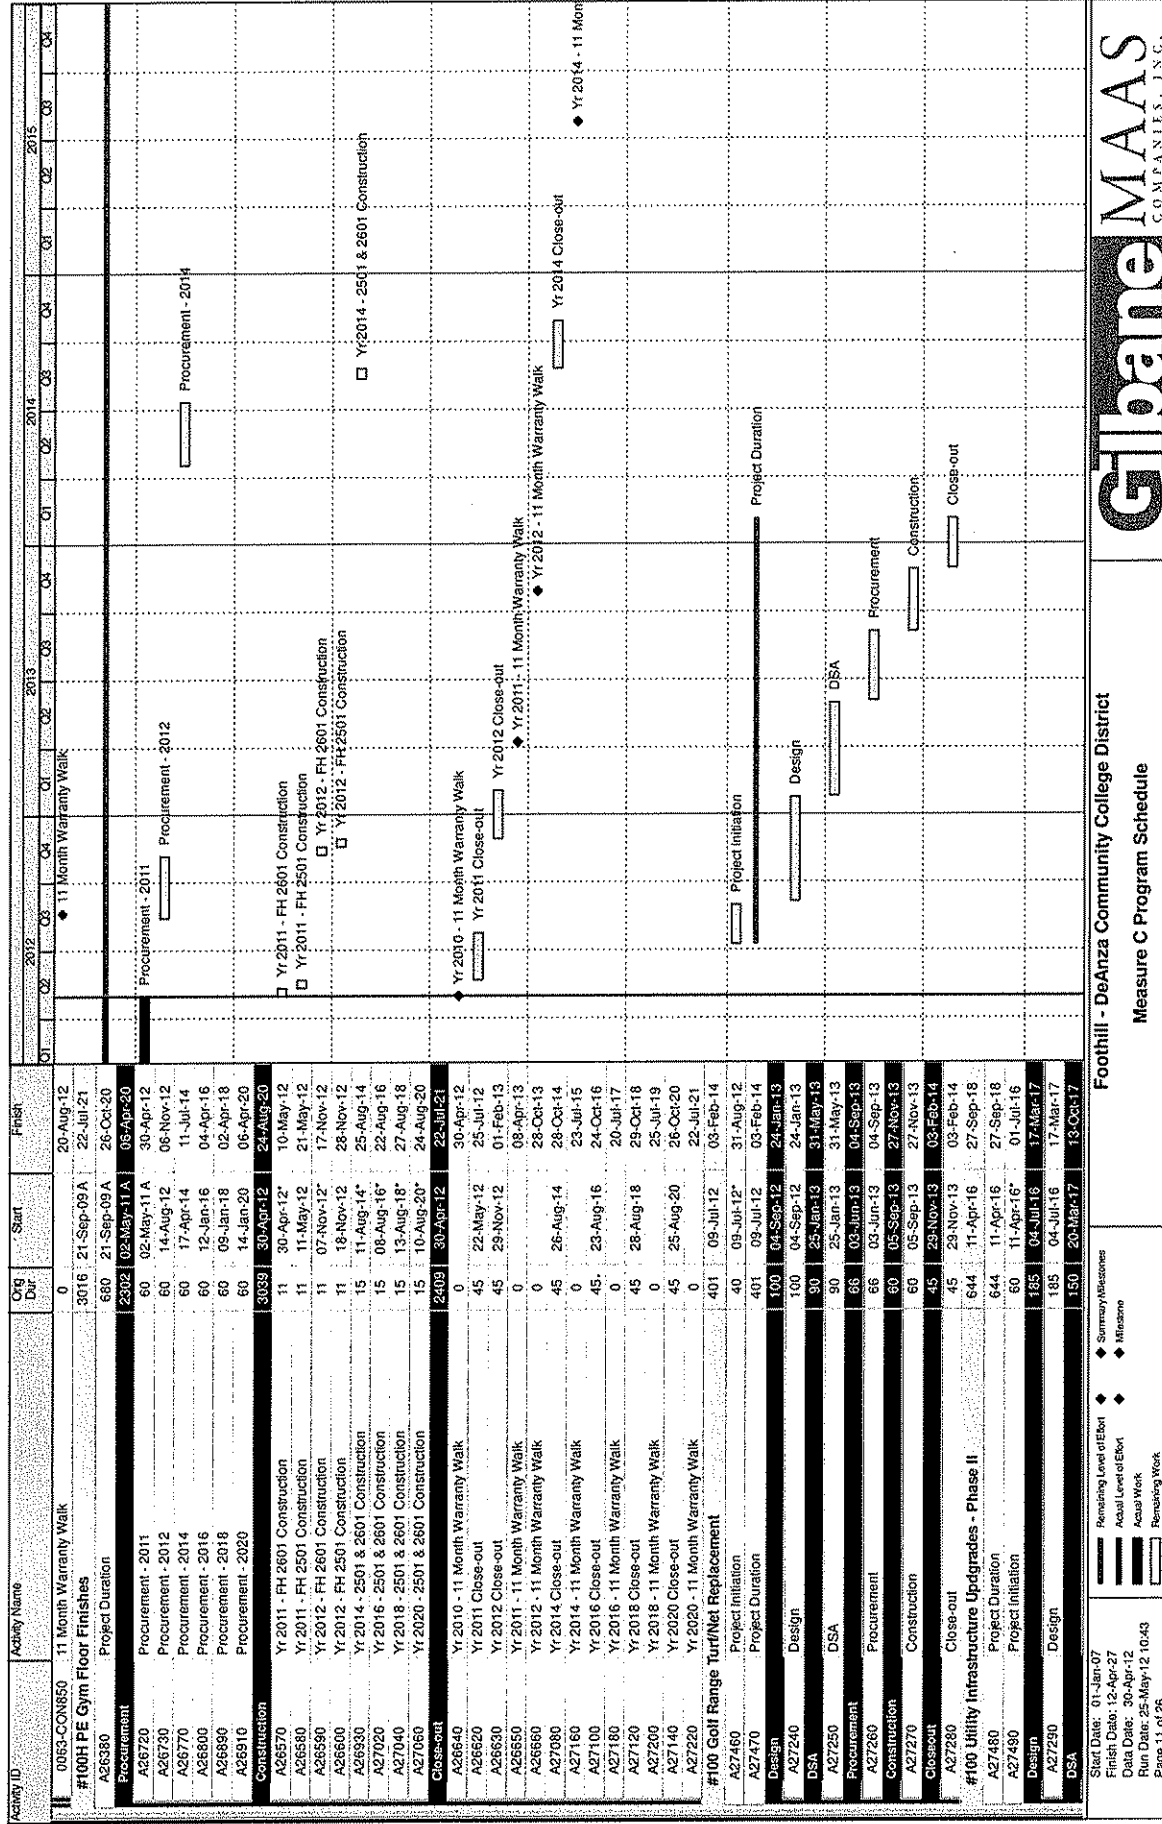 Activity ID Activity Name Org Dur Start Finish 2012 2013 2014 2015
Q1 Q2 Q3 Q4 Q1 Q2 Q3 Q4 Q1 Q2 Q3 Q4 Q1 Q2 Q3 Q4
0063-CON850 11 Month Warranty Walk 0 20-Aug-12 11 Month Warranty Walk
#100H PE Gym Floor Finishes 3016 21-Sep-09 A 22-Jul-21
A26380 Project Duration 680 21-Sep-09 A 26-Oct-20
Procurement 2302 02-May-11 A 06-Apr-20
A26720 Procurement - 2011 60 02-May-11 A 30-Apr-12 Procurement - 2011
A26730 Procurement - 2012 60 14-Aug-12 06-Nov-12 Procurement - 2012
A26770 Procurement - 2014 60 17-Apr-14 11-Jul-14 Procurement - 2014
A26800 Procurement - 2016 60 12-Jan-16 04-Apr-16
A26890 Procurement - 2018 60 09-Jan-18 02-Apr-18
A26910 Procurement - 2020 60 14-Jan-20 06-Apr-20
Construction 3039 30-Apr-12 24-Aug-20
A26570 Yr 2011 - FH 2601 Construction 11 30-Apr-12* 10-May-12 Yr 2011 - FH 2601 Construction
A26580 Yr 2011 - FH 2501 Construction 11 11-May-12 21-May-12 Yr 2011 - FH 2501 Construction
A26590 Yr 2012 - FH 2601 Construction 11 07-Nov-12* 17-Nov-12 Yr 2012 - FH 2601 Construction
A26600 Yr 2012 - FH 2501 Construction 11 18-Nov-12 28-Nov-12 Yr 2012 - FH 2501 Construction
A26930 Yr 2014 - 2501 & 2601 Construction 15 11-Aug-14* 25-Aug-14 Yr 2014 - 2501 & 2601 Construction
A27020 Yr 2016 - 2501 & 2601 Construction 15 08-Aug-16* 22-Aug-16
A27040 Yr 2018 - 2501 & 2601 Construction 15 13-Aug-18* 27-Aug-18
A27060 Yr 2020 - 2501 & 2601 Construction 15 10-Aug-20* 24-Aug-20
Close-out 2409 30-Apr-12 22-Jul-21
A26640 Yr 2010 - 11 Month Warranty Walk 0 30-Apr-12 Yr 2010 - 11 Month Warranty Walk
A26620 Yr 2011 Close-out 45 22-May-12 25-Jul-12 Yr 2011 Close-out
A26630 Yr 2012 Close-out 45 29-Nov-12 01-Feb-13 Yr 2012 Close-out
A26550 Yr 2011 - 11 Month Warranty Walk 0 08-Apr-13 Yr 2011 - 11 Month Warranty Walk
A26660 Yr 2012 - 11 Month Warranty Walk 0 28-Oct-13 Yr 2012 - 11 Month Warranty Walk
A27080 Yr 2014 Close-out 45 26-Aug-14 28-Oct-14 Yr 2014 Close-out
A27160 Yr 2014 - 11 Month Warranty Walk 0 23-Jul-15 Yr 2014 - 11 Mon
A27100 Yr 2016 Close-out 45 23-Aug-16 24-Oct-16
A27180 Yr 2016 - 11 Month Warranty Walk 0 20-Jul-17
A27120 Yr 2018 Close-out 45 28-Aug-18 29-Oct-18
A27200 Yr 2018 - 11 Month Warranty Walk 0 25-Jul-19
A27140 Yr 2020 Close-out 45 25-Aug-20 26-Oct-20
A27220 Yr 2020 - 11 Month Warranty Walk 0 22-Jul-21
#100 Golf Range Turf/Net Replacement 401 09-Jul-12 03-Feb-14
A27460 Project Initiation 40 09-Jul-12* 31-Aug-12 Project Initiation
A27470 Project Duration 401 09-Jul-12 03-Feb-14 Project Duration
Design 100 04-Sep-12 24-Jan-13
A27240 Design 100 04-Sep-12 24-Jan-13 Design
DSA 90 25-Jan-13 31-May-13
A27250 DSA 90 25-Jan-13 31-May-13 DSA
Procurement 66 03-Jun-13 04-Sep-13
A27260 Procurement 66 03-Jun-13 04-Sep-13 Procurement
Construction 60 05-Sep-13 27-Nov-13
A27270 Construction 60 05-Sep-13 27-Nov-13 Construction
Closeout 45 29-Nov-13 03-Feb-14
A27280 Close-out 45 29-Nov-13 03-Feb-14 Close-out
#100 Utility Infrastructure Updgrades - Phase II 644 11-Apr-16 27-Sep-18
A27480 Project Duration 644 11-Apr-16 27-Sep-18
A27490 Project Initiation 60 11-Apr-16* 01-Jul-16
Design 185 04-Jul-16 17-Mar-17
A27290 Design 185 04-Jul-16 17-Mar-17
DSA 150 20-Mar-17 13-Oct-17
Start Date: 01-Jan-07
Finish Date: 12-Apr-27
Data Date: 30-Apr-12
Run Date: 25-May-12 10:43
Page 11 of 26
Remaining Level of Effort Summary Milestones
Actual Level of Effort Milestone
Actual Work
Remaining Work
Foothill - DeAnza Community College District
Measure C Program Schedule
Gilbane MAAS
COMPANIES, INC.